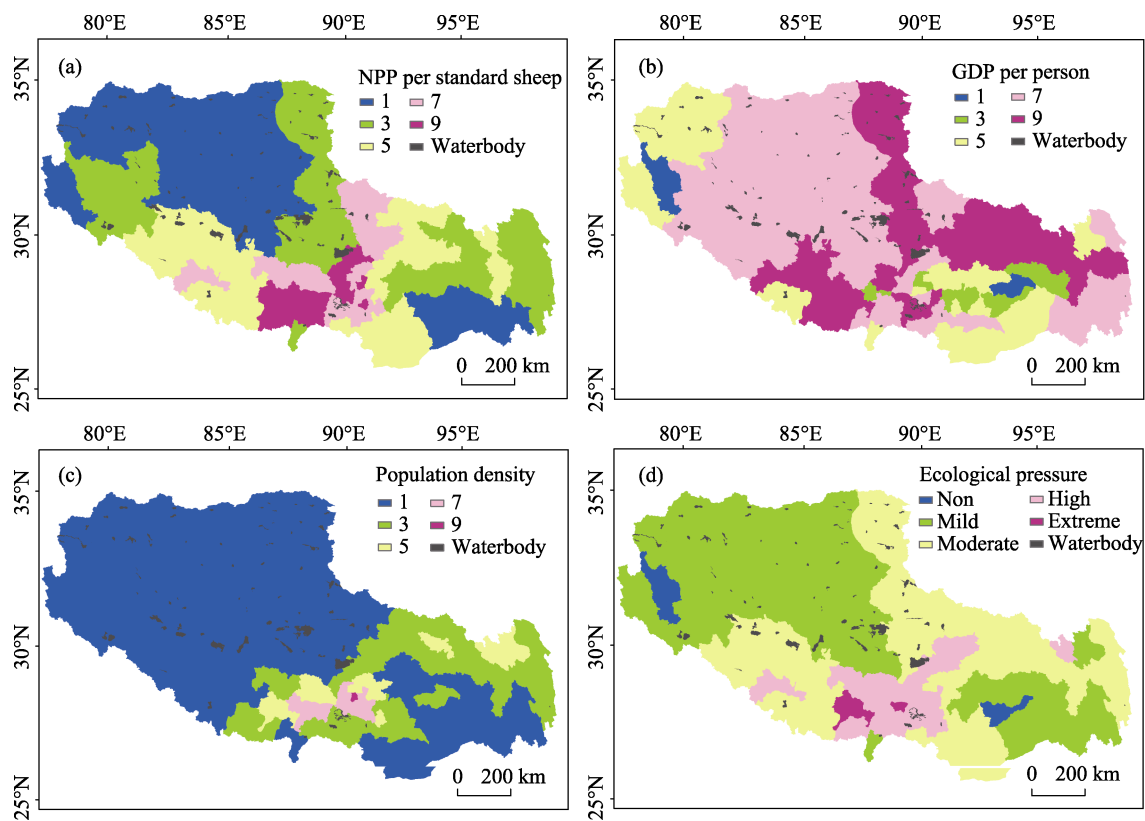 80°E 85°E 90°E 95°E
80°E 85°E 90°E 95°E
35°N
30°N
25°N
(a)
NPP per standard sheep
1 7
3 9
5 Waterbody
0 200 km
35°N
30°N
25°N
(b)
GDP per person
1 7
3 9
5 Waterbody
0 200 km
80°E 85°E 90°E 95°E
80°E 85°E 90°E 95°E
35°N
30°N
25°N
(c)
Population density
1 7
3 9
5 Waterbody
0 200 km
35°N
30°N
25°N
(d)
Ecological pressure
Non High
Mild Extreme
Moderate Waterbody
0 200 km